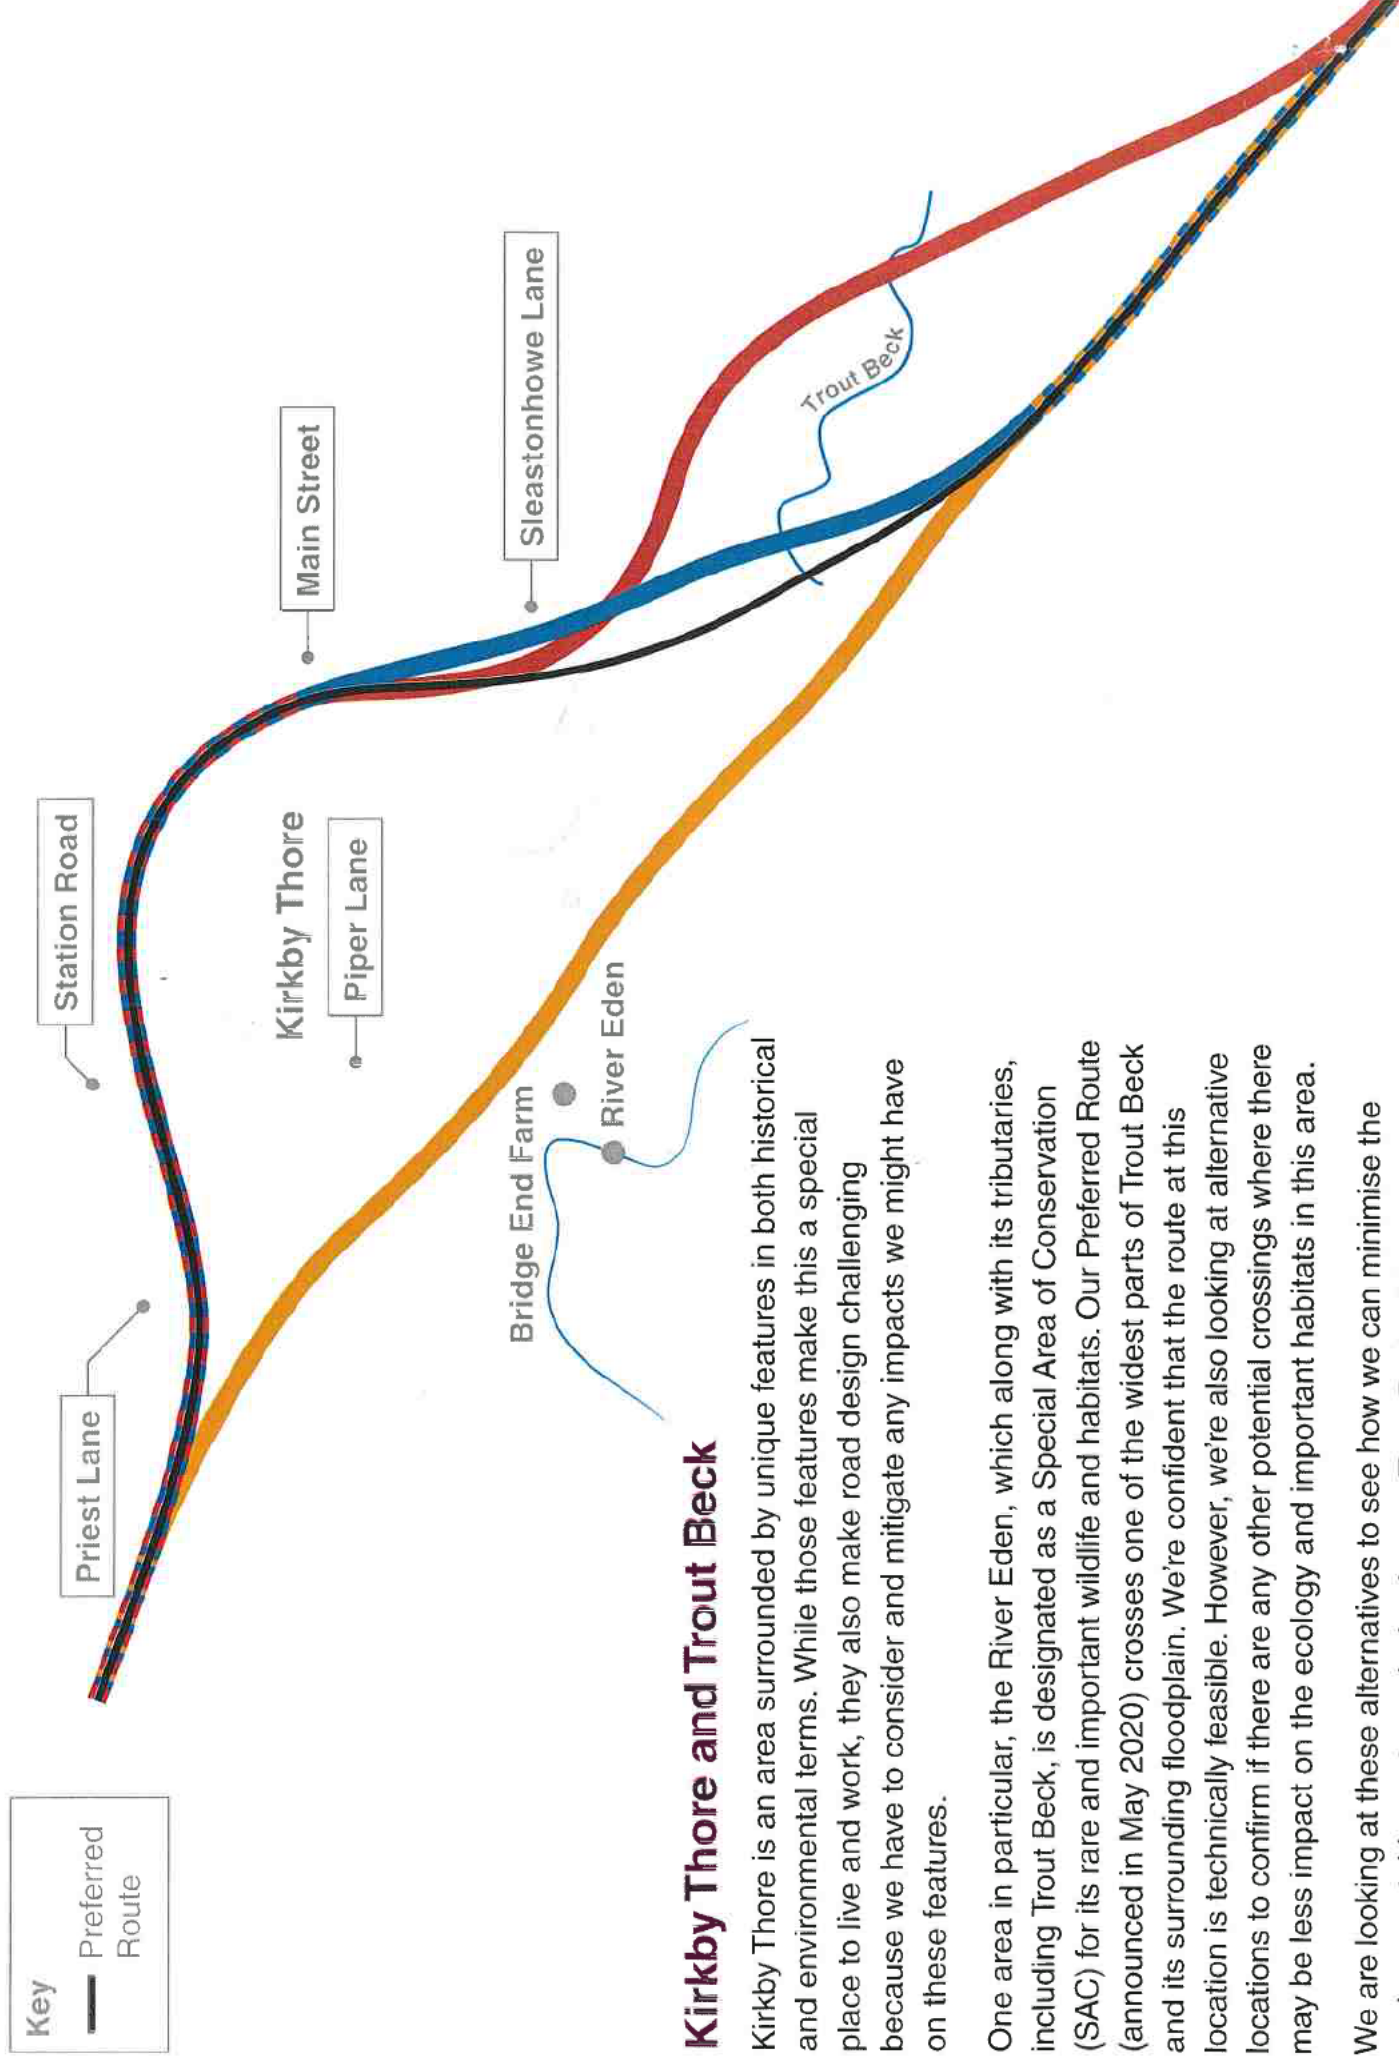 Key
Preferred
Route
Priest Lane
Station Road
Kirkby Thore
Piper Lane
Main Street
Sleastonhowe Lane
Bridge End Farm
River Eden
Trout Beck
Kirkby Thore and Trout Beck
Kirkby Thore is an area surrounded by unique features in both historical
and environmental terms. While those features make this a special
place to live and work, they also make road design challenging
because we have to consider and mitigate any impacts we might have
on these features.
One area in particular, the River Eden, which along with its tributaries,
including Trout Beck, is designated as a Special Area of Conservation
(SAC) for its rare and important wildlife and habitats. Our Preferred Route
(announced in May 2020) crosses one of the widest parts of Trout Beck
and its surrounding floodplain. We're confident that the route at this
location is technically feasible. However, we're also looking at alternative
locations to confirm if there are any other potential crossings where there
may be less impact on the ecology and important habitats in this area.
We are looking at these alternatives to see how we can minimise the